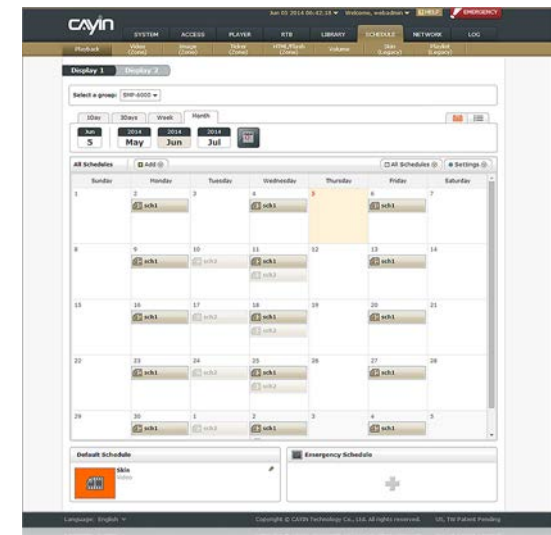 Jun 05 2014 06:42:18 Welcome, webadmin HELP EMERGENCY
CAYIN
SYSTEM ACCESS PLAYER RTB LIBRARY SCHEDULE NETWORK LOG
Playback Video (Zone) Image (Zone) Ticker (Zone) HTML/Flash (Zone) Volume Skin (Legacy) Playlist (Legacy)
Display 1 Display 2
Select a group: SMP-6000
1Day 3Days Week Month
Jun 5 2014 May 2014 Jun 2014 Jul
All Schedules Add All Schedules Settings
Sunday Monday Tuesday Wednesday Thursday Friday Saturday
1 2 3 4 5 6 7
sch1 sch1 sch1
8 9 10 11 12 13 14
sch1 sch2 sch1 sch1
sch2
15 16 17 18 19 20 21
sch1 sch2 sch1 sch1
sch2
22 23 24 25 26 27 28
sch1 sch2 sch1 sch1
sch2
29 30 1 2 3 4 5
sch1 sch2 sch1 sch1
Default Schedule Emergency Schedule
Skin
Video
Language: English Copyright © CAYIN Technology Co., Ltd. All rights reserved. US, TW Patent Pending